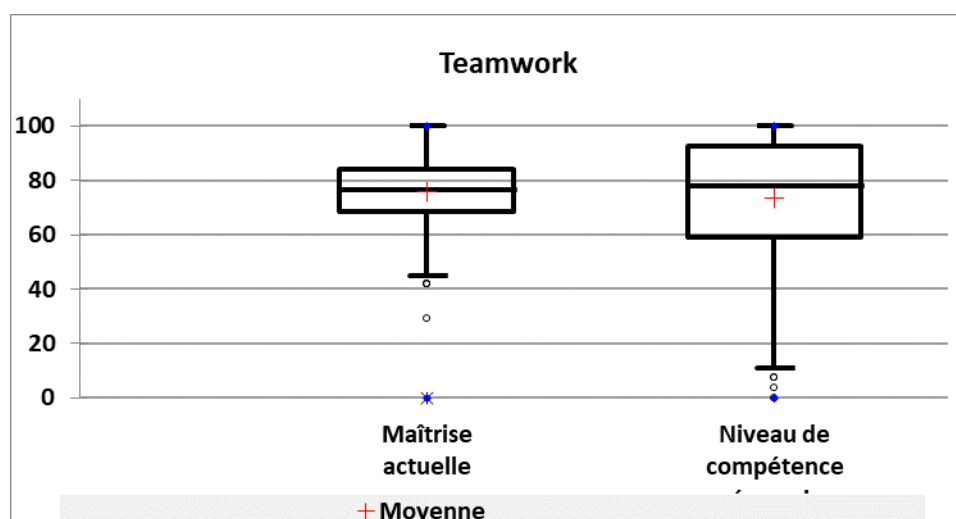 Teamwork
100
80
60
40
20
0
Maîtrise
actuelle
Niveau de
compétence
Moyenne